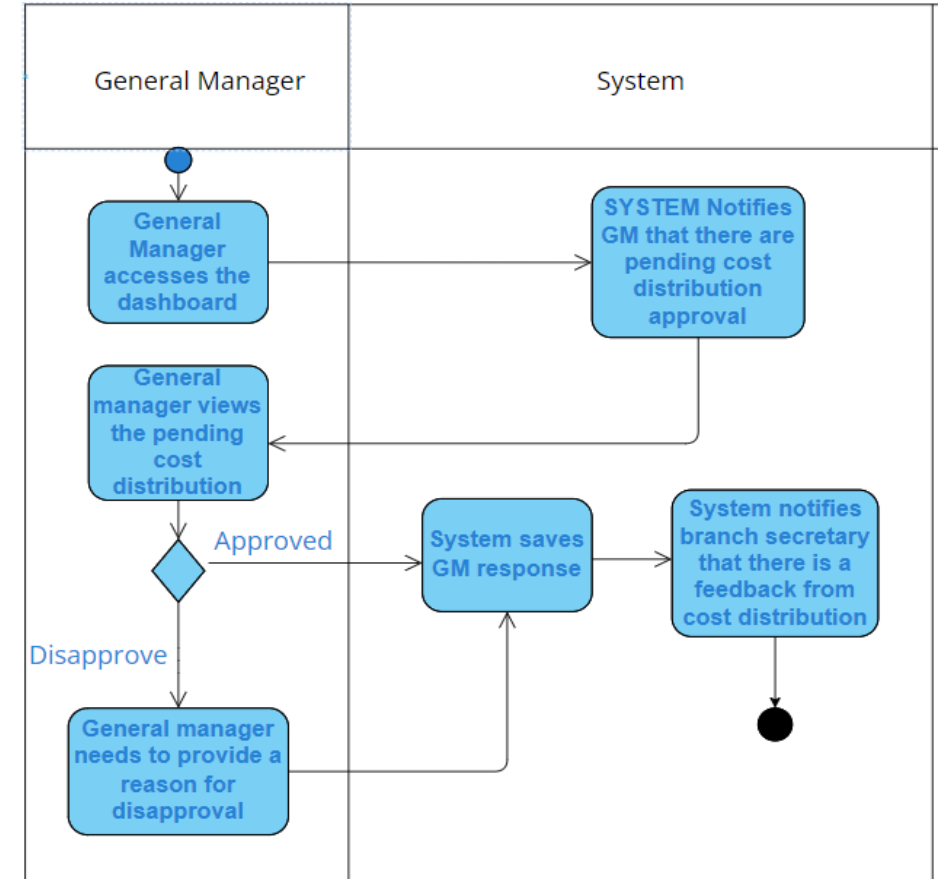 General Manager
System
General
Manager
accesses the
dashboard
SYSTEM Notifies
GM that there are
pending cost
distribution
approval
General
manager views
the pending
cost
distribution
Approved
System saves
GM response
System notifies
branch secretary
that there is a
feedback from
cost distribution
Disapprove
General manager
needs to provide a
reason for
disapproval